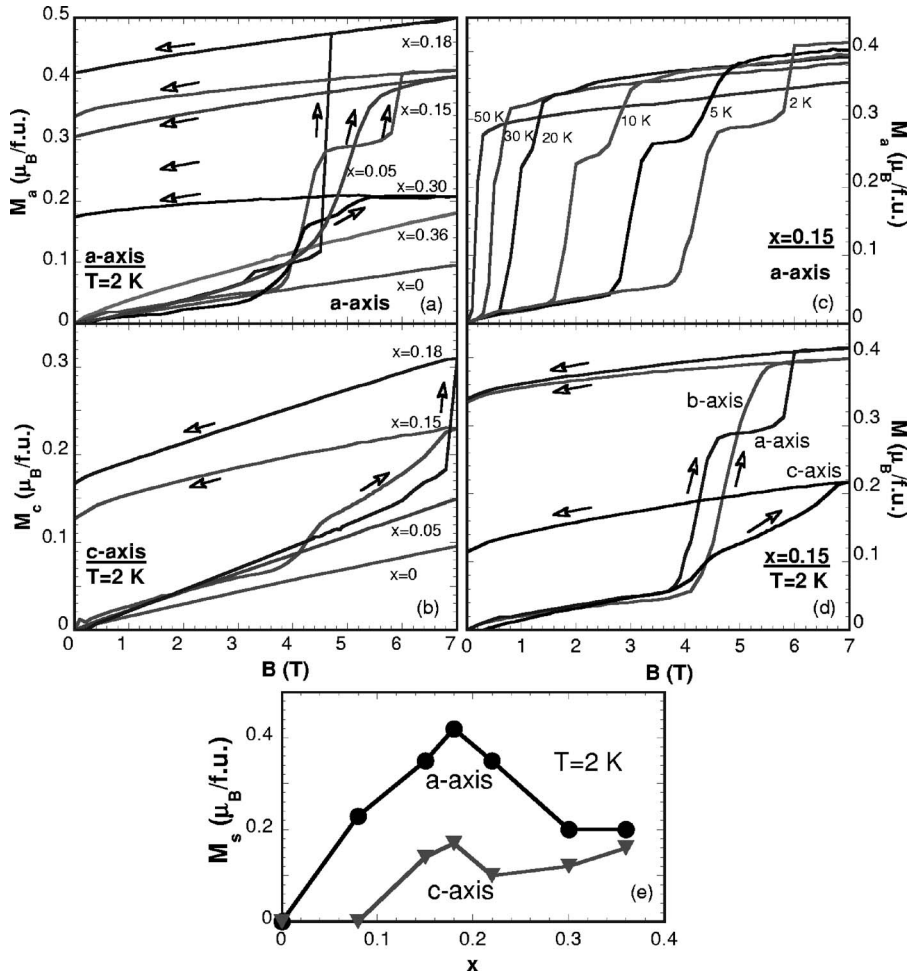 0.5
0.4
0.3
0.2
0.1
0
M_a (μ_B/f.u.)
x=0.18
x=0.15
x=0.05
x=0.30
x=0.36
x=0
a-axis
T=2 K
a-axis
(a)
0.4
0.3
0.2
0.1
0
M_a (μ_B/f.u.)
50 K
30 K
20 K
10 K
5 K
2 K
x=0.15
a-axis
(c)
0.3
0.2
0.1
0
M_c (μ_B/f.u.)
x=0.18
x=0.15
x=0.05
x=0
c-axis
T=2 K
(b)
0 1 2 3 4 5 6 7
B (T)
0.4
0.3
0.2
0.1
0
M (μ_B/f.u.)
b-axis
a-axis
c-axis
x=0.15
T=2 K
(d)
0 1 2 3 4 5 6 7
B (T)
0.4
0.2
0
M_s (μ_B/f.u.)
T=2 K
a-axis
c-axis
(e)
0 0.1 0.2 0.3 0.4
x